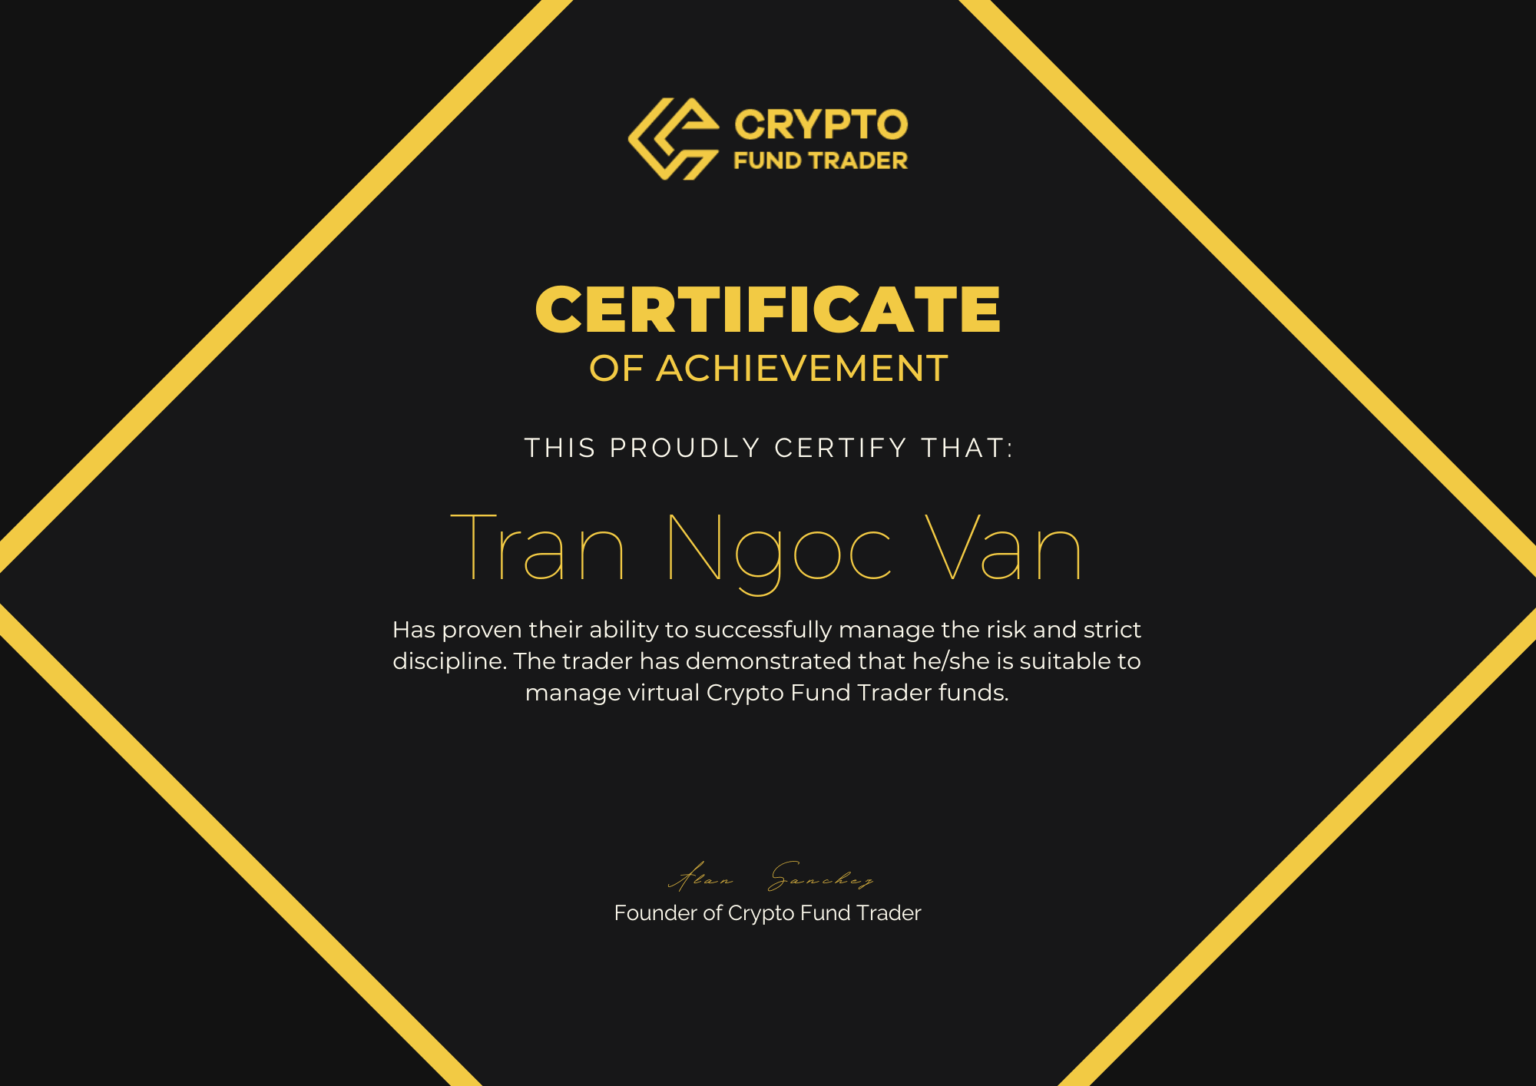 CRYPTO
FUND TRADER
CERTIFICATE
OF ACHIEVEMENT
THIS PROUDLY CERTIFY THAT:
Tran Ngoc Van
Has proven their ability to successfully manage the risk and strict
discipline. The trader has demonstrated that he/she is suitable to
manage virtual Crypto Fund Trader funds.
Alan Sanchez
Founder of Crypto Fund Trader